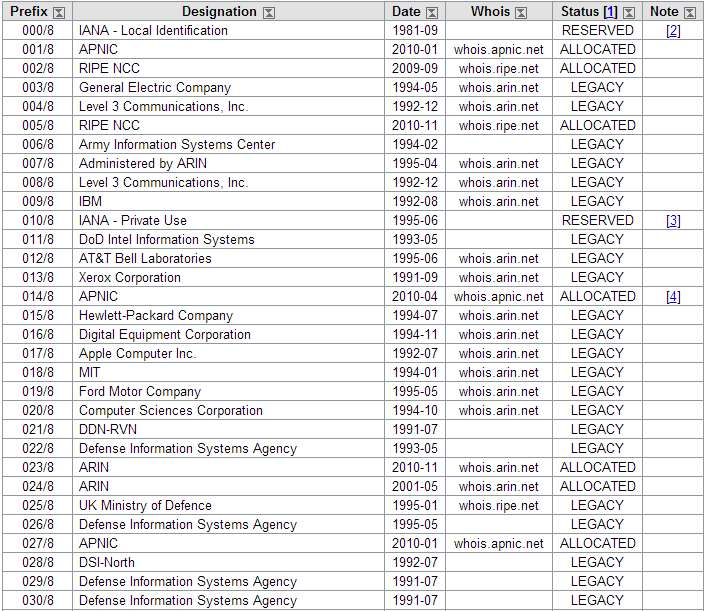 Prefix Designation Date Whois Status [1] Note
000/8 IANA - Local Identification 1981-09 RESERVED [2]
001/8 APNIC 2010-01 whois.apnic.net ALLOCATED
002/8 RIPE NCC 2009-09 whois.ripe.net ALLOCATED
003/8 General Electric Company 1994-05 whois.arin.net LEGACY
004/8 Level 3 Communications, Inc. 1992-12 whois.arin.net LEGACY
005/8 RIPE NCC 2010-11 whois.ripe.net ALLOCATED
006/8 Army Information Systems Center 1994-02 LEGACY
007/8 Administered by ARIN 1995-04 whois.arin.net LEGACY
008/8 Level 3 Communications, Inc. 1992-12 whois.arin.net LEGACY
009/8 IBM 1992-08 whois.arin.net LEGACY
010/8 IANA - Private Use 1995-06 RESERVED [3]
011/8 DoD Intel Information Systems 1993-05 LEGACY
012/8 AT&T Bell Laboratories 1995-06 whois.arin.net LEGACY
013/8 Xerox Corporation 1991-09 whois.arin.net LEGACY
014/8 APNIC 2010-04 whois.apnic.net ALLOCATED [4]
015/8 Hewlett-Packard Company 1994-07 whois.arin.net LEGACY
016/8 Digital Equipment Corporation 1994-11 whois.arin.net LEGACY
017/8 Apple Computer Inc. 1992-07 whois.arin.net LEGACY
018/8 MIT 1994-01 whois.arin.net LEGACY
019/8 Ford Motor Company 1995-05 whois.arin.net LEGACY
020/8 Computer Sciences Corporation 1994-10 whois.arin.net LEGACY
021/8 DDN-RVN 1991-07 LEGACY
022/8 Defense Information Systems Agency 1993-05 LEGACY
023/8 ARIN 2010-11 whois.arin.net ALLOCATED
024/8 ARIN 2001-05 whois.arin.net ALLOCATED
025/8 UK Ministry of Defence 1995-01 whois.ripe.net LEGACY
026/8 Defense Information Systems Agency 1995-05 LEGACY
027/8 APNIC 2010-01 whois.apnic.net ALLOCATED
028/8 DSI-North 1992-07 LEGACY
029/8 Defense Information Systems Agency 1991-07 LEGACY
030/8 Defense Information Systems Agency 1991-07 LEGACY